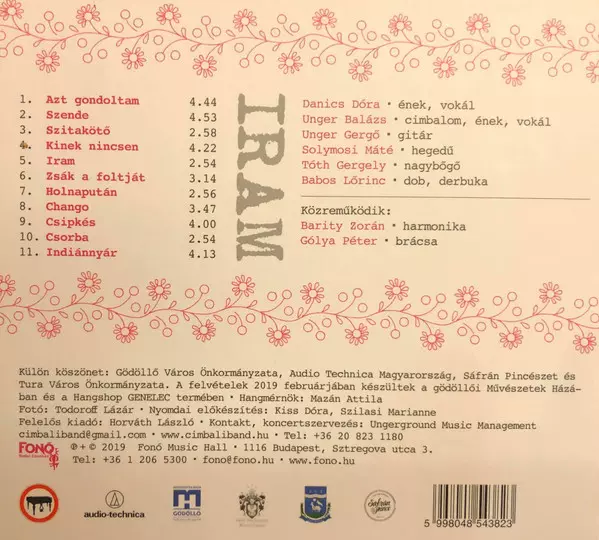 1. Azt gondoltam 4.44
2. Szende 4.53
3. Szitakötő 2.58
4. Kinek nincsen 4.22
5. Iram 2.54
6. Zsák a foltját 3.14
7. Holnapután 2.56
8. Chango 3.47
9. Csipkés 4.00
10. Csorba 2.54
11. Indiánnyár 4.13
IRAM
Danics Dóra • ének, vokál
Unger Balázs • cimbalom, ének, vokál
Unger Gergő • gitár
Solymosi Máté • hegedű
Tóth Gergely • nagybőgő
Babos Lőrinc • dob, derbuka
Közreműködik:
Barity Zorán • harmonika
Gólya Péter • brácsa
Külön köszönet: Gödöllő Város Önkormányzata, Audio Technica Magyarország, Sáfrán Pincészet és
Tura Város Önkormányzata. A felvételek 2019 februárjában készültek a gödöllői Művészetek Házá-
ban és a Hangshop GENELEC termében • Hangmérnök: Mazán Attila
Fotó: Todoroff Lázár • Nyomdai előkészítés: Kiss Dóra, Szilasi Marianne
Felelős kiadó: Horváth László • Kontakt, koncertszervezés: Ungerground Music Management
cimbaliband@gmail.com • www.cimbaliband.hu • Tel: +36 20 823 1180
FONÓ ℗+© 2019 Fonó Music Hall • 1116 Budapest, Sztregova utca 3.
Tel: +36 1 206 5300 • fono@fono.hu • www.fono.hu
audio-technica
GÖDÖLLŐ
Sáfrán
Pince
5 998048 543823